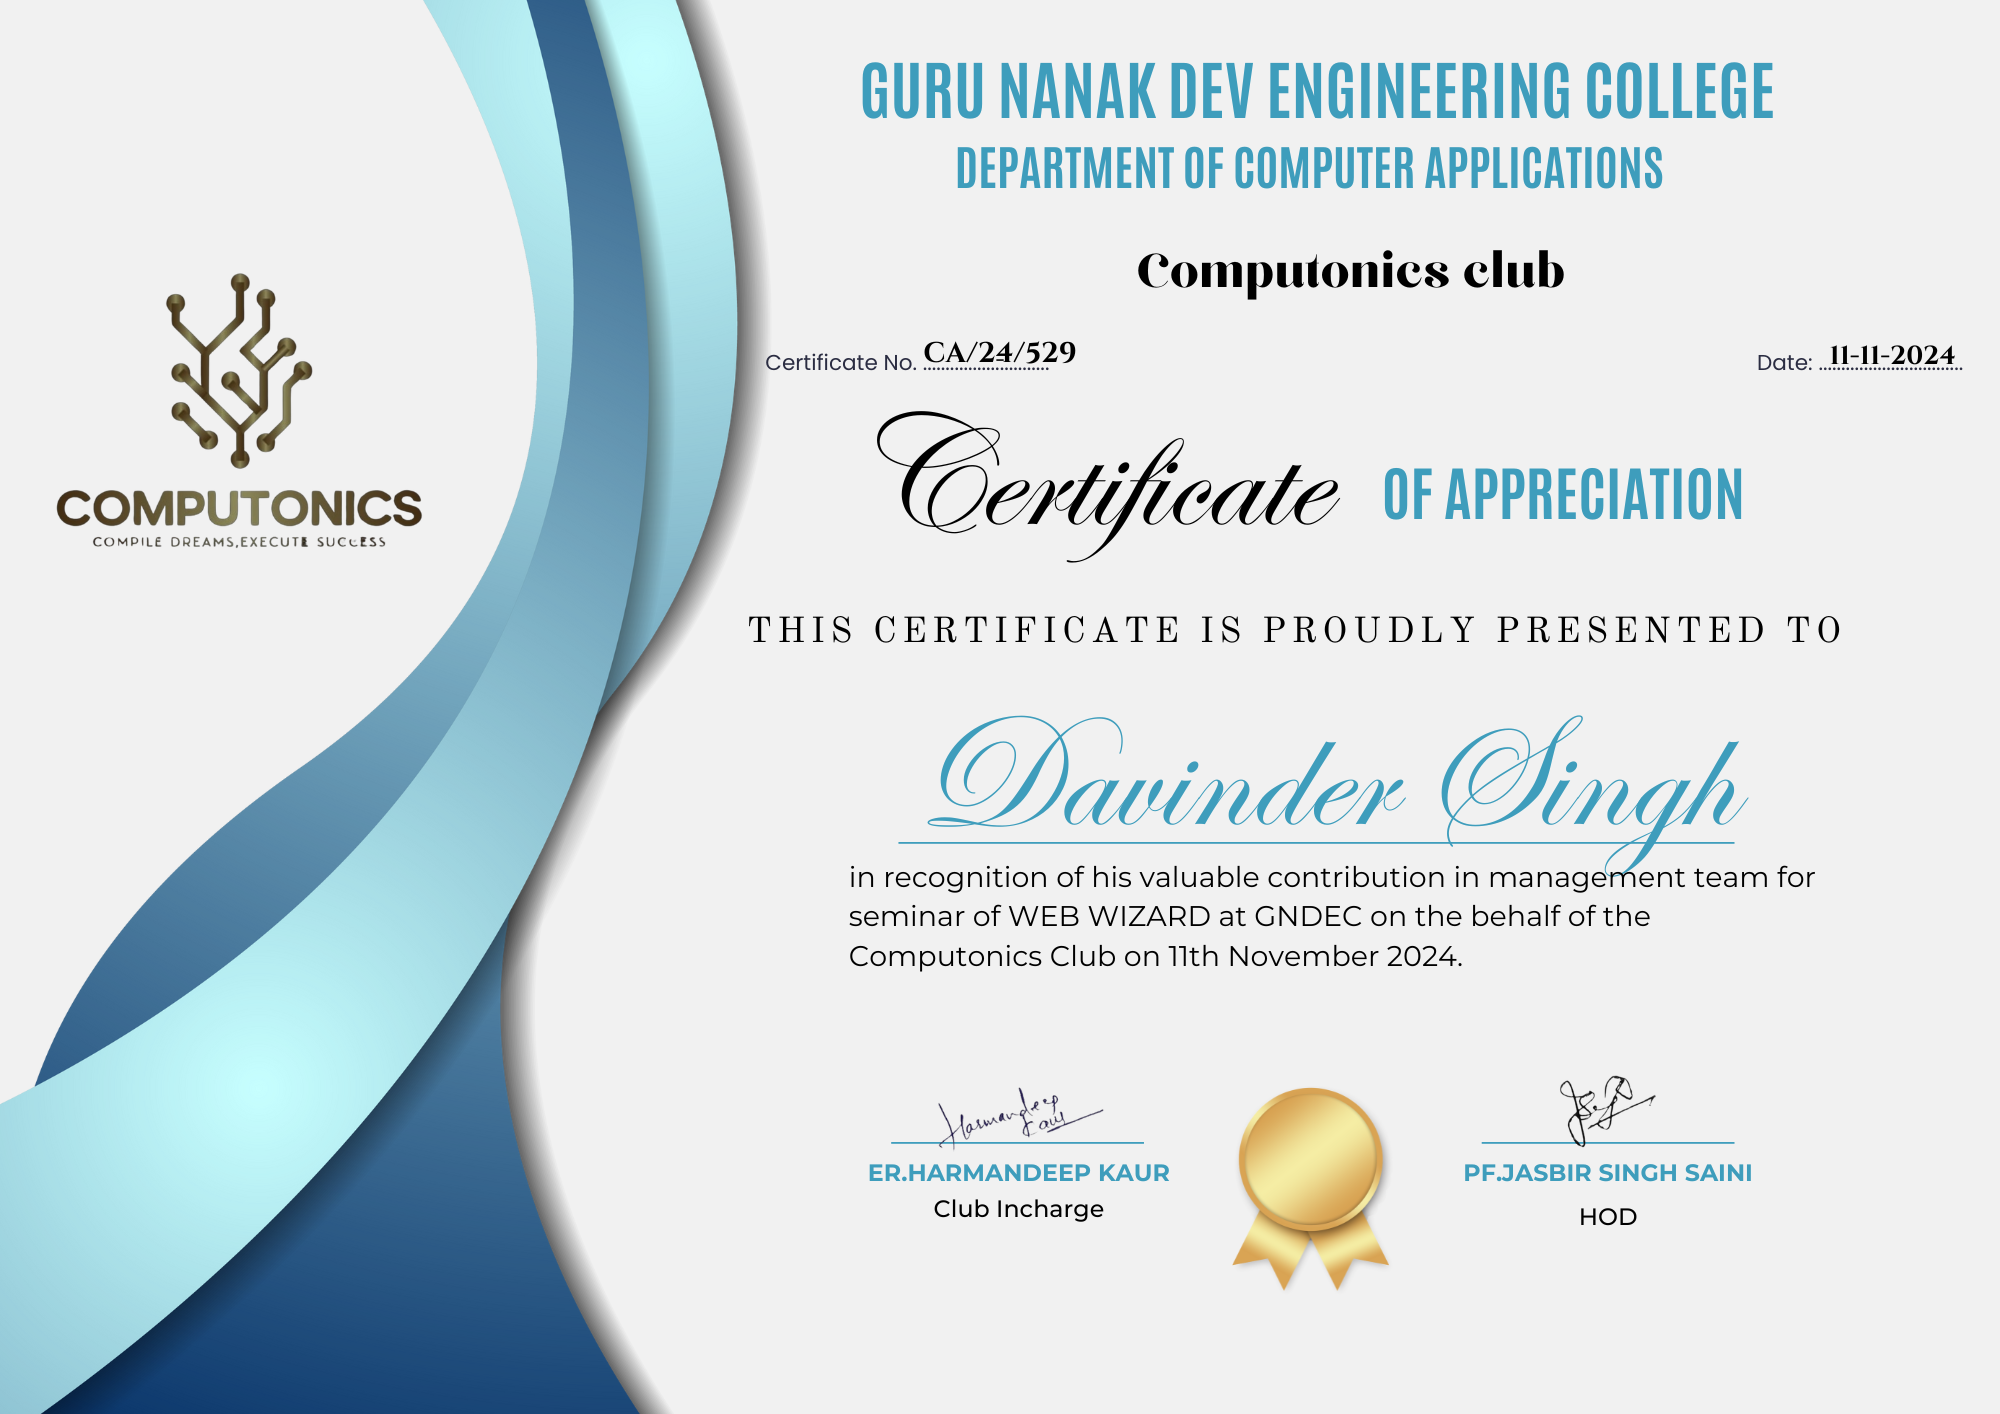 GURU NANAK DEV ENGINEERING COLLEGE
DEPARTMENT OF COMPUTER APPLICATIONS
Computonics club
Certificate No. CA/24/529
Date: 11-11-2024
COMPUTONICS
COMPILE DREAMS,EXECUTE SUCCESS
Certificate OF APPRECIATION
THIS CERTIFICATE IS PROUDLY PRESENTED TO
Davinder Singh
in recognition of his valuable contribution in management team for
seminar of WEB WIZARD at GNDEC on the behalf of the
Computonics Club on 11th November 2024.
Harmandeep
Kaur
ER.HARMANDEEP KAUR
Club Incharge
PF.JASBIR SINGH SAINI
HOD